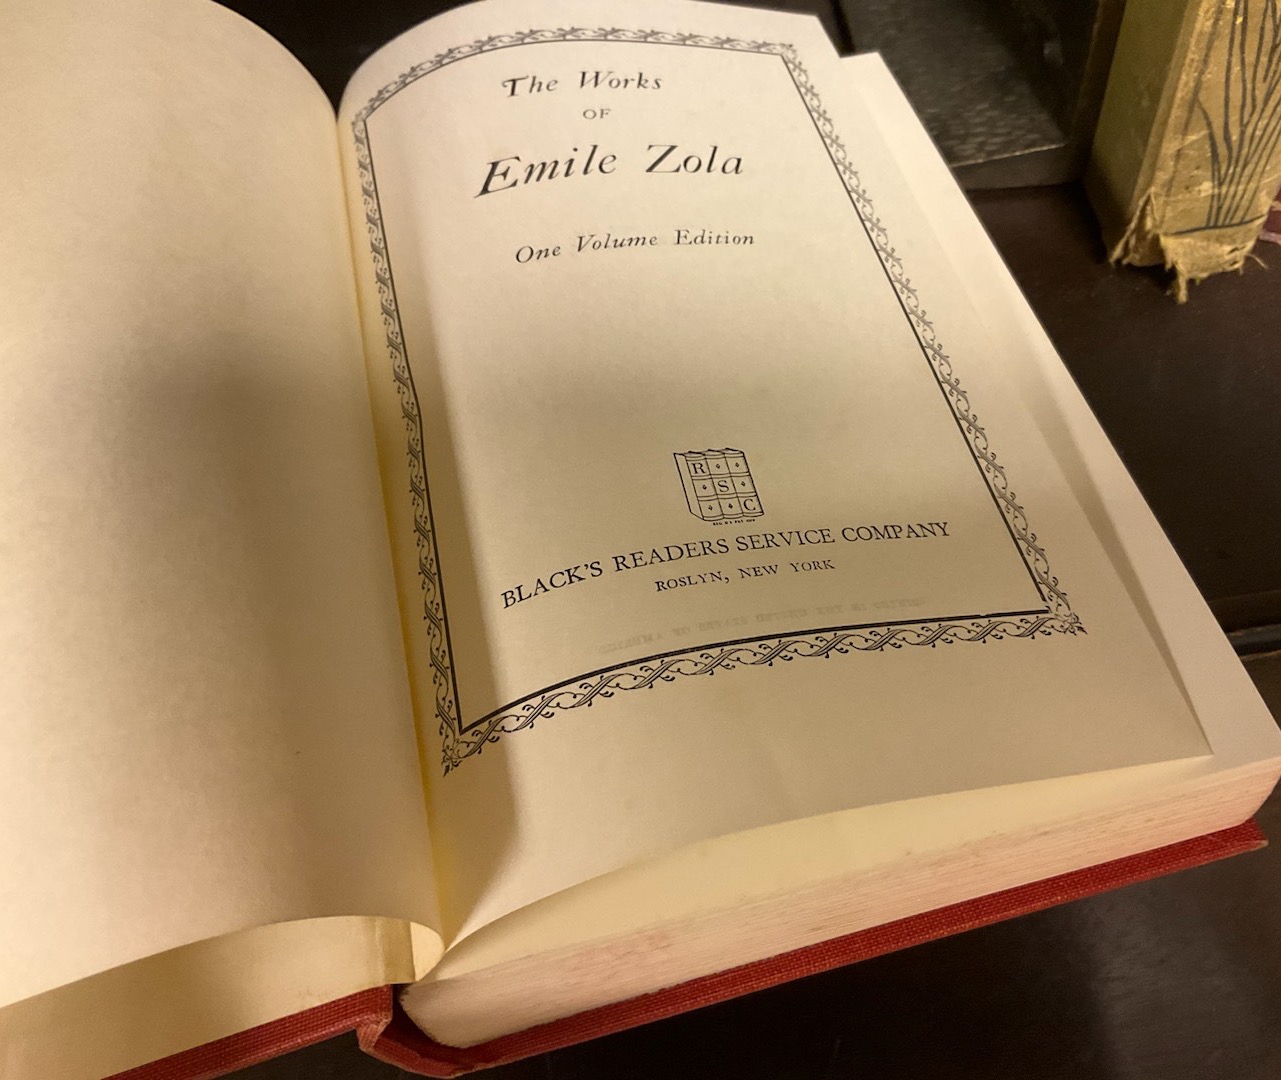 The Works
OF
Emile Zola
One Volume Edition
R
S
C
BLACK'S READERS SERVICE COMPANY
ROSLYN, NEW YORK